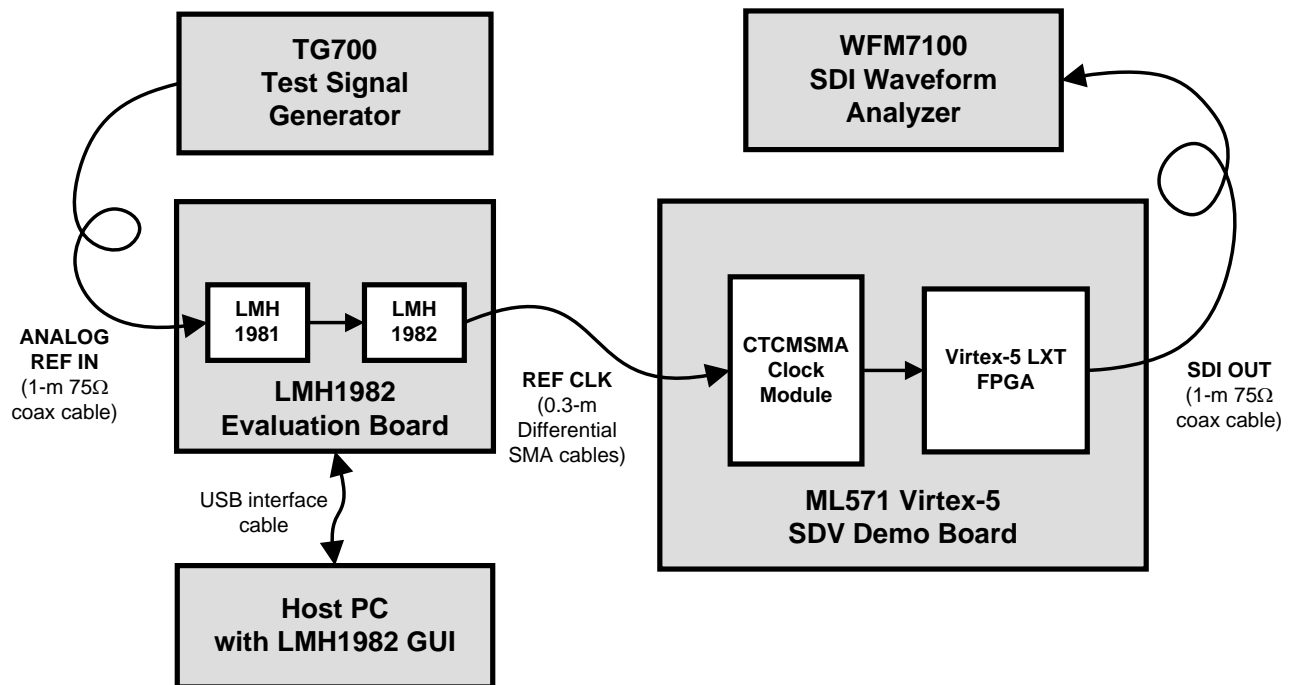 TG700
Test Signal
Generator
WFM7100
SDI Waveform
Analyzer
ANALOG
REF IN
(1-m 75Ω
coax cable)
LMH
1981
LMH
1982
LMH1982
Evaluation Board
REF CLK
(0.3-m
Differential
SMA cables)
CTCMSMA
Clock
Module
Virtex-5 LXT
FPGA
ML571 Virtex-5
SDV Demo Board
SDI OUT
(1-m 75Ω
coax cable)
USB interface
cable
Host PC
with LMH1982 GUI